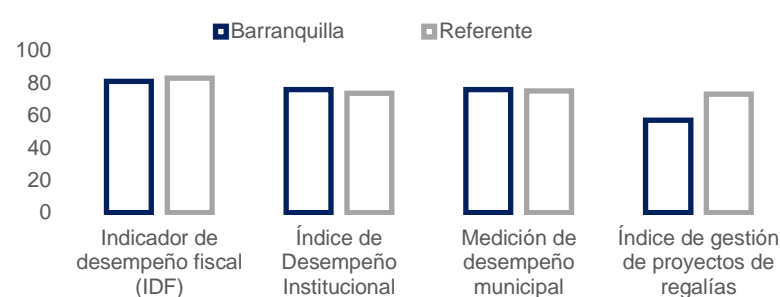 Barranquilla
Referente
100
80
60
40
20
0
Indicador de
desempeño fiscal
(IDF)
Índice de
Desempeño
Institucional
Medición de
desempeño
municipal
Índice de gestión
de proyectos de
regalías